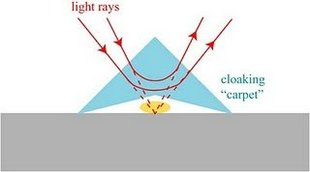 light rays
cloaking
“carpet”